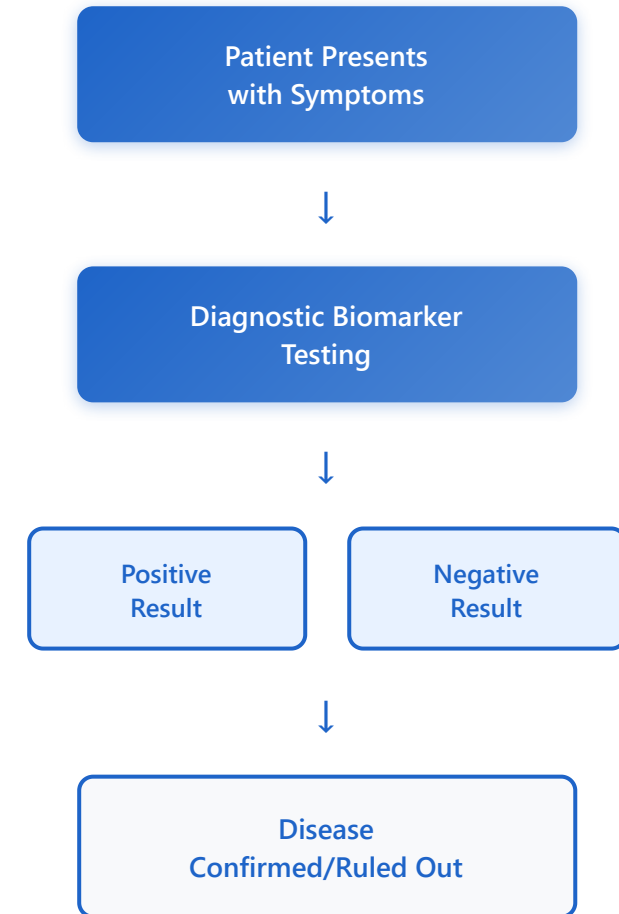 Patient Presents
with Symptoms
↓
Diagnostic Biomarker
Testing
↓
Positive
Result
Negative
Result
↓
Disease
Confirmed/Ruled Out